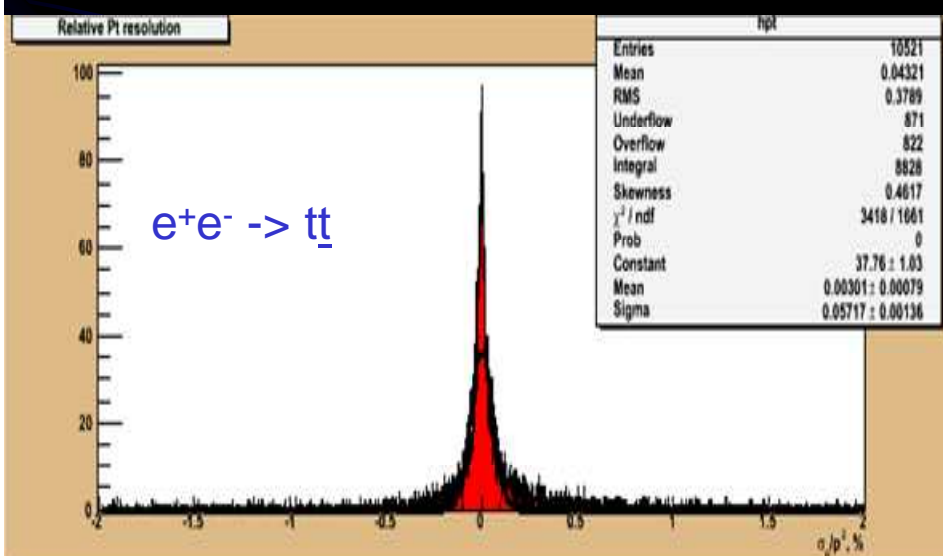 Relative Pt resolution
hpt
Entries 10521
Mean 0.04321
RMS 0.3789
Underflow 871
Overflow 822
Integral 8828
Skewness 0.4617
χ² / ndf 3418 / 1661
Prob 0
Constant 37.76 ± 1.03
Mean 0.00301 ± 0.00079
Sigma 0.05717 ± 0.00136
e⁺e⁻ -> tt
100
80
60
40
20
0
-2 -1.5 -1 -0.5 0 0.5 1 1.5 2
/p², %